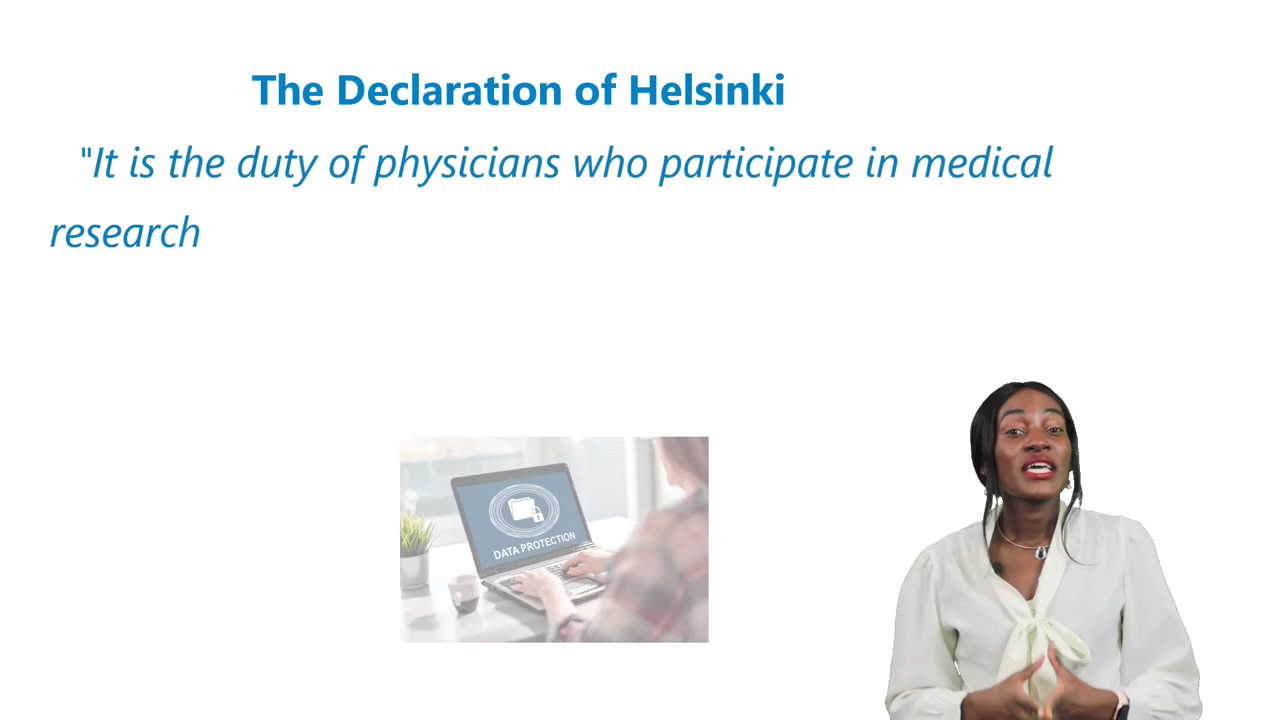 The Declaration of Helsinki
"It is the duty of physicians who participate in medical
research
DATA PROTECTION